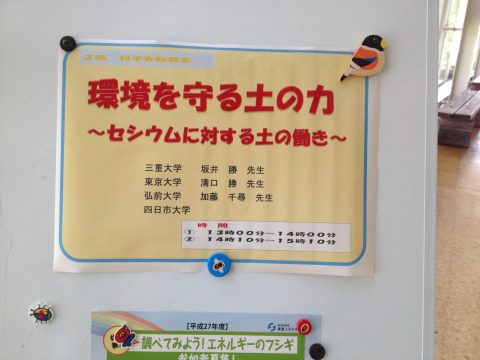 2限 科学実験教室
環境を守る土の力
～セシウムに対する土の働き～
三重大学 坂井 勝 先生
東京大学 溝口 勝 先生
弘前大学 加藤 千尋 先生
四日市大学
時 間
① 13時00分～14時00分
② 14時10分～15時10分
【平成27年度】
調べてみよう!エネルギーのフシギ
参加者募集!